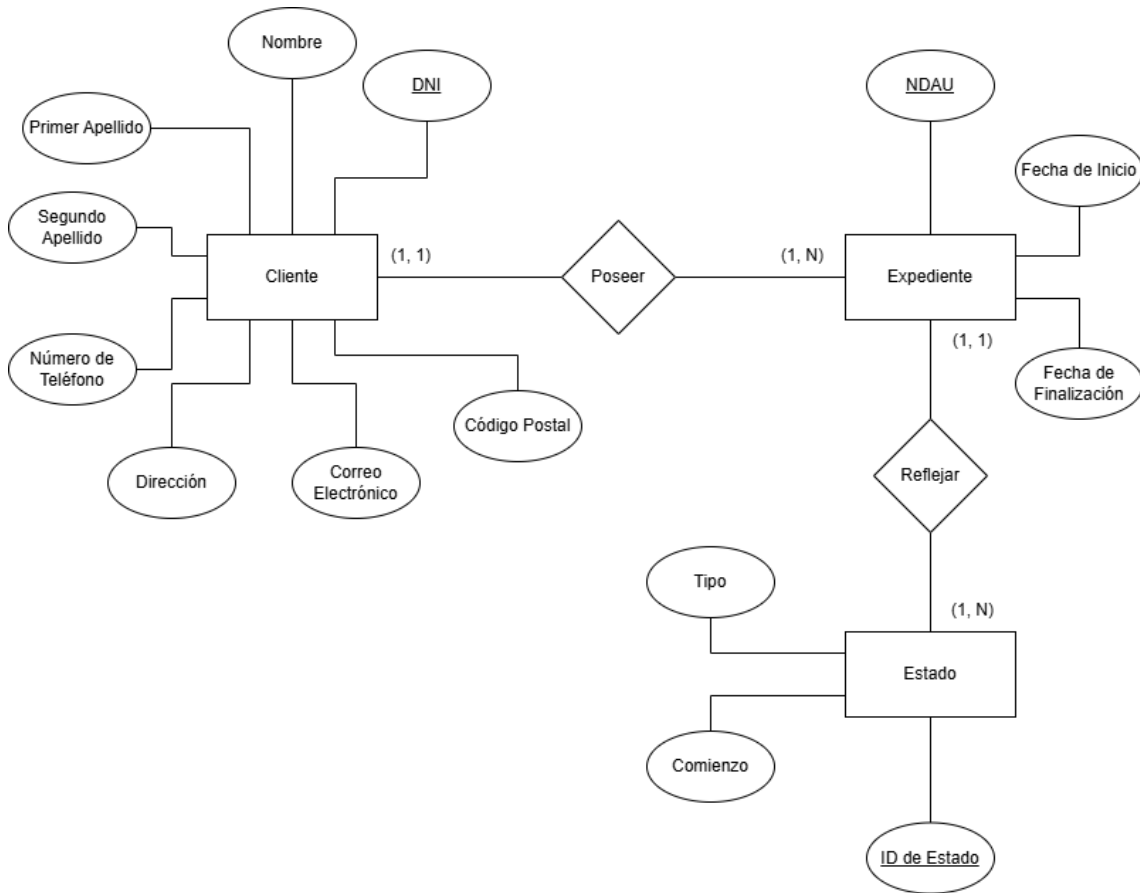 Nombre
DNI
NDAU
Primer Apellido
Fecha de Inicio
Segundo
Apellido
(1, 1)
(1, N)
Cliente
Poseer
Expediente
(1, 1)
Número de
Teléfono
Fecha de
Finalización
Código Postal
Dirección
Correo
Electrónico
Reflejar
Tipo
(1, N)
Estado
Comienzo
ID de Estado